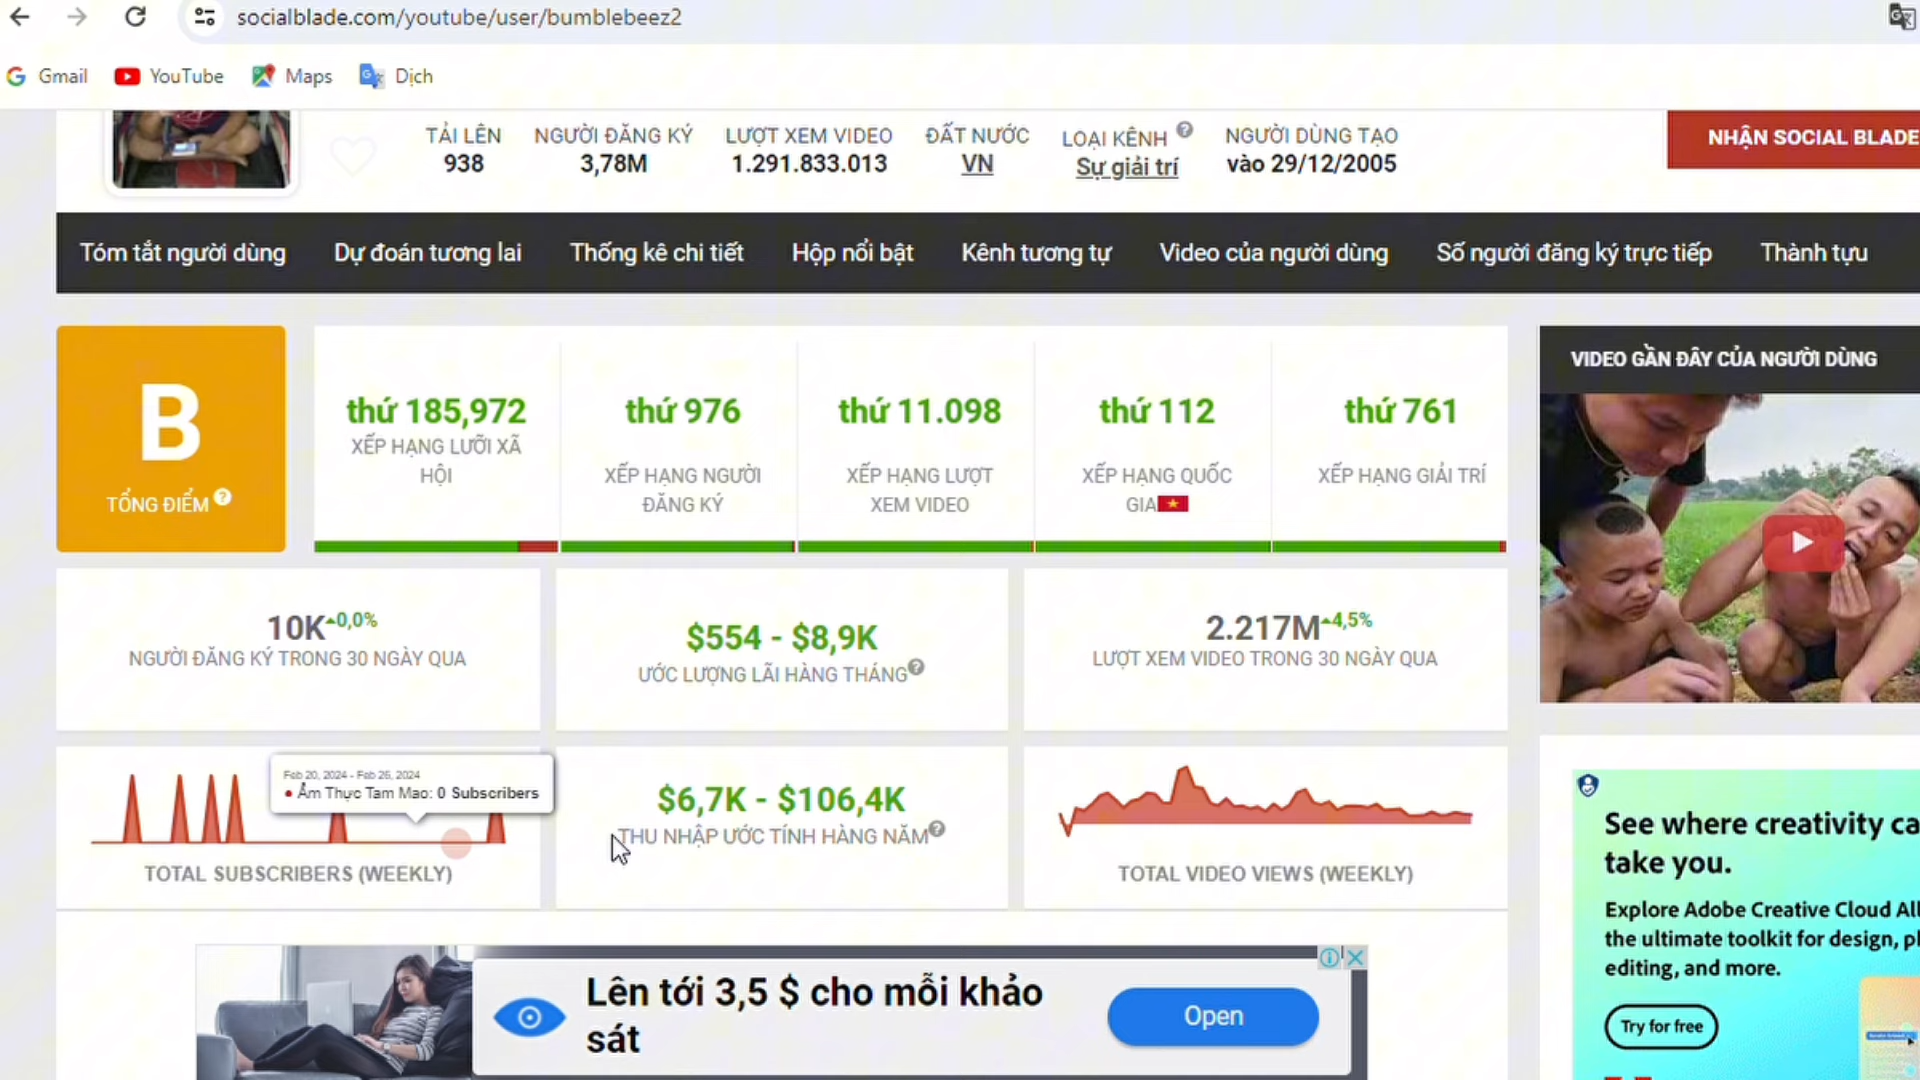 socialblade.com/youtube/user/bumblebeez2
Gmail
YouTube
Maps
Dịch
TẢI LÊN
938
NGƯỜI ĐĂNG KÝ
3,78M
LƯỢT XEM VIDEO
1.291.833.013
ĐẤT NƯỚC
VN
LOẠI KÊNH ?
Sự giải trí
NGƯỜI DÙNG TẠO
vào 29/12/2005
NHẬN SOCIAL BLADE
Tóm tắt người dùng
Dự đoán tương lai
Thống kê chi tiết
Hộp nổi bật
Kênh tương tự
Video của người dùng
Số người đăng ký trực tiếp
Thành tựu
B
TỔNG ĐIỂM ?
thứ 185,972
XẾP HẠNG LƯỠI XÃ
HỘI
thứ 976
XẾP HẠNG NGƯỜI
ĐĂNG KÝ
thứ 11.098
XẾP HẠNG LƯỢT
XEM VIDEO
thứ 112
XẾP HẠNG QUỐC
GIA
thứ 761
XẾP HẠNG GIẢI TRÍ
VIDEO GẦN ĐÂY CỦA NGƯỜI DÙNG
10K 0,0%
NGƯỜI ĐĂNG KÝ TRONG 30 NGÀY QUA
$554 - $8,9K
ƯỚC LƯỢNG LÃI HÀNG THÁNG ?
2.217M 4,5%
LƯỢT XEM VIDEO TRONG 30 NGÀY QUA
Feb 20, 2024 - Feb 26, 2024
Ẩm Thực Tam Mao: 0 Subscribers
TOTAL SUBSCRIBERS (WEEKLY)
$6,7K - $106,4K
THU NHẬP ƯỚC TÍNH HÀNG NĂM ?
TOTAL VIDEO VIEWS (WEEKLY)
Lên tới 3,5 $ cho mỗi khảo
sát
Open
See where creativity ca
take you.
Explore Adobe Creative Cloud All
the ultimate toolkit for design, p
editing, and more.
Try for free